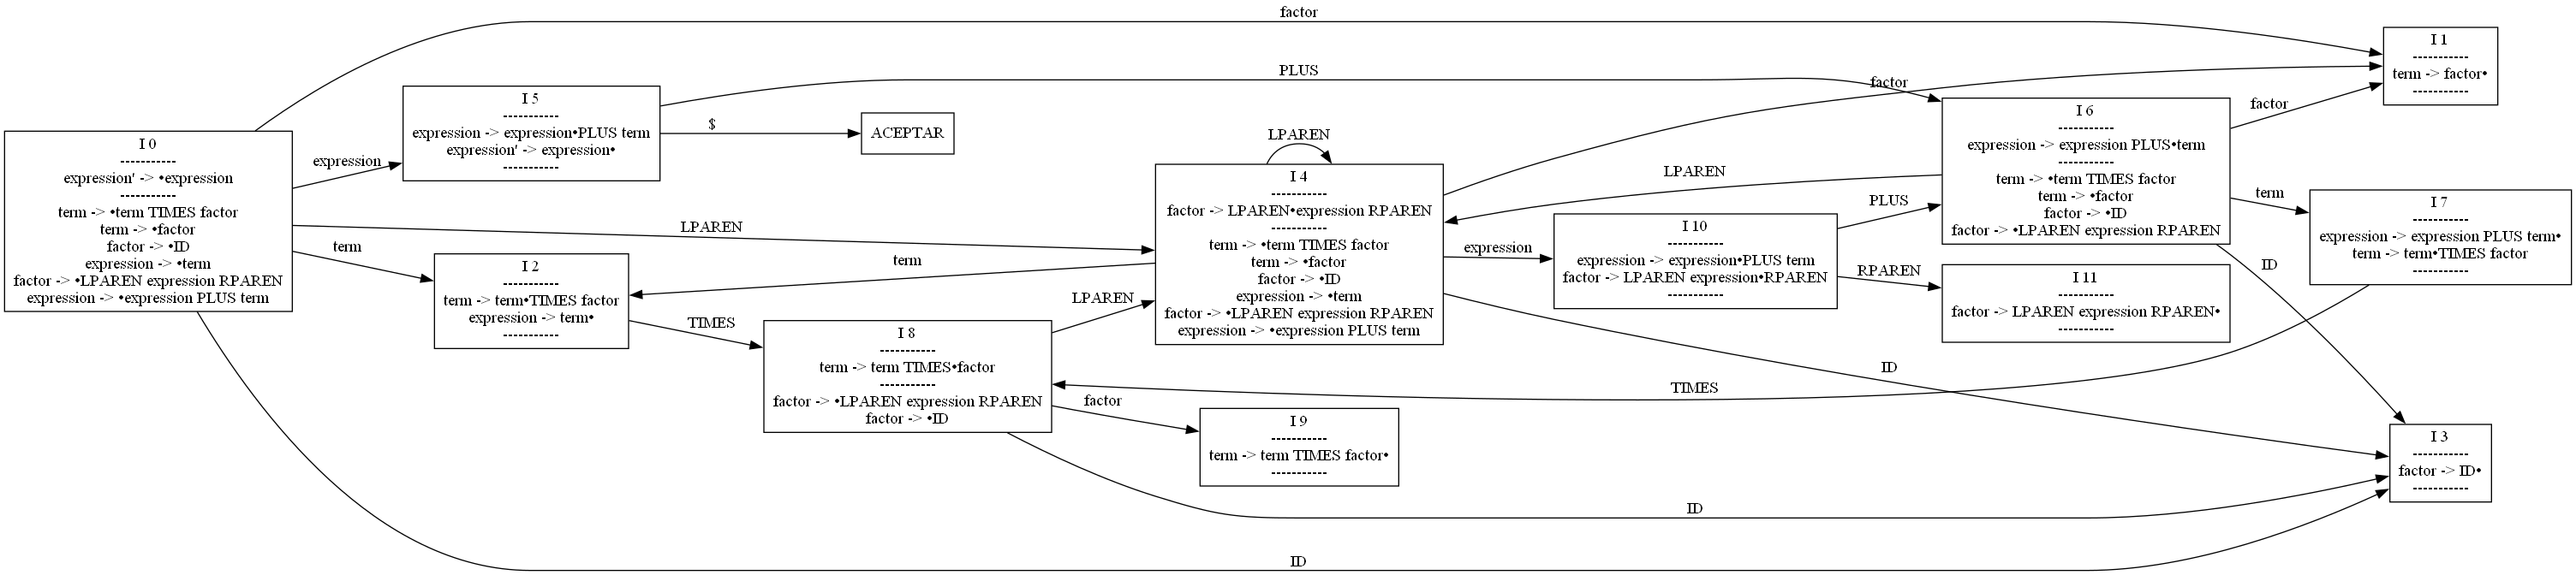 I 0
-----------
expression' -> •expression
-----------
term -> •term TIMES factor
term -> •factor
factor -> •ID
expression -> •term
factor -> •LPAREN expression RPAREN
expression -> •expression PLUS term
factor
expression
LPAREN
term
ID
I 5
-----------
expression -> expression•PLUS term
expression' -> expression•
-----------
PLUS
$
ACEPTAR
I 2
-----------
term -> term•TIMES factor
expression -> term•
-----------
TIMES
I 8
-----------
term -> term TIMES•factor
-----------
factor -> •LPAREN expression RPAREN
factor -> •ID
LPAREN
factor
ID
I 4
-----------
factor -> LPAREN•expression RPAREN
-----------
term -> •term TIMES factor
term -> •factor
factor -> •ID
expression -> •term
factor -> •LPAREN expression RPAREN
expression -> •expression PLUS term
LPAREN
term
factor
expression
ID
I 9
-----------
term -> term TIMES factor•
-----------
I 10
-----------
expression -> expression•PLUS term
factor -> LPAREN expression•RPAREN
-----------
PLUS
RPAREN
I 6
-----------
expression -> expression PLUS•term
-----------
term -> •term TIMES factor
term -> •factor
factor -> •ID
factor -> •LPAREN expression RPAREN
LPAREN
factor
term
ID
I 11
-----------
factor -> LPAREN expression RPAREN•
-----------
I 1
-----------
term -> factor•
-----------
I 7
-----------
expression -> expression PLUS term•
term -> term•TIMES factor
-----------
TIMES
I 3
-----------
factor -> ID•
-----------